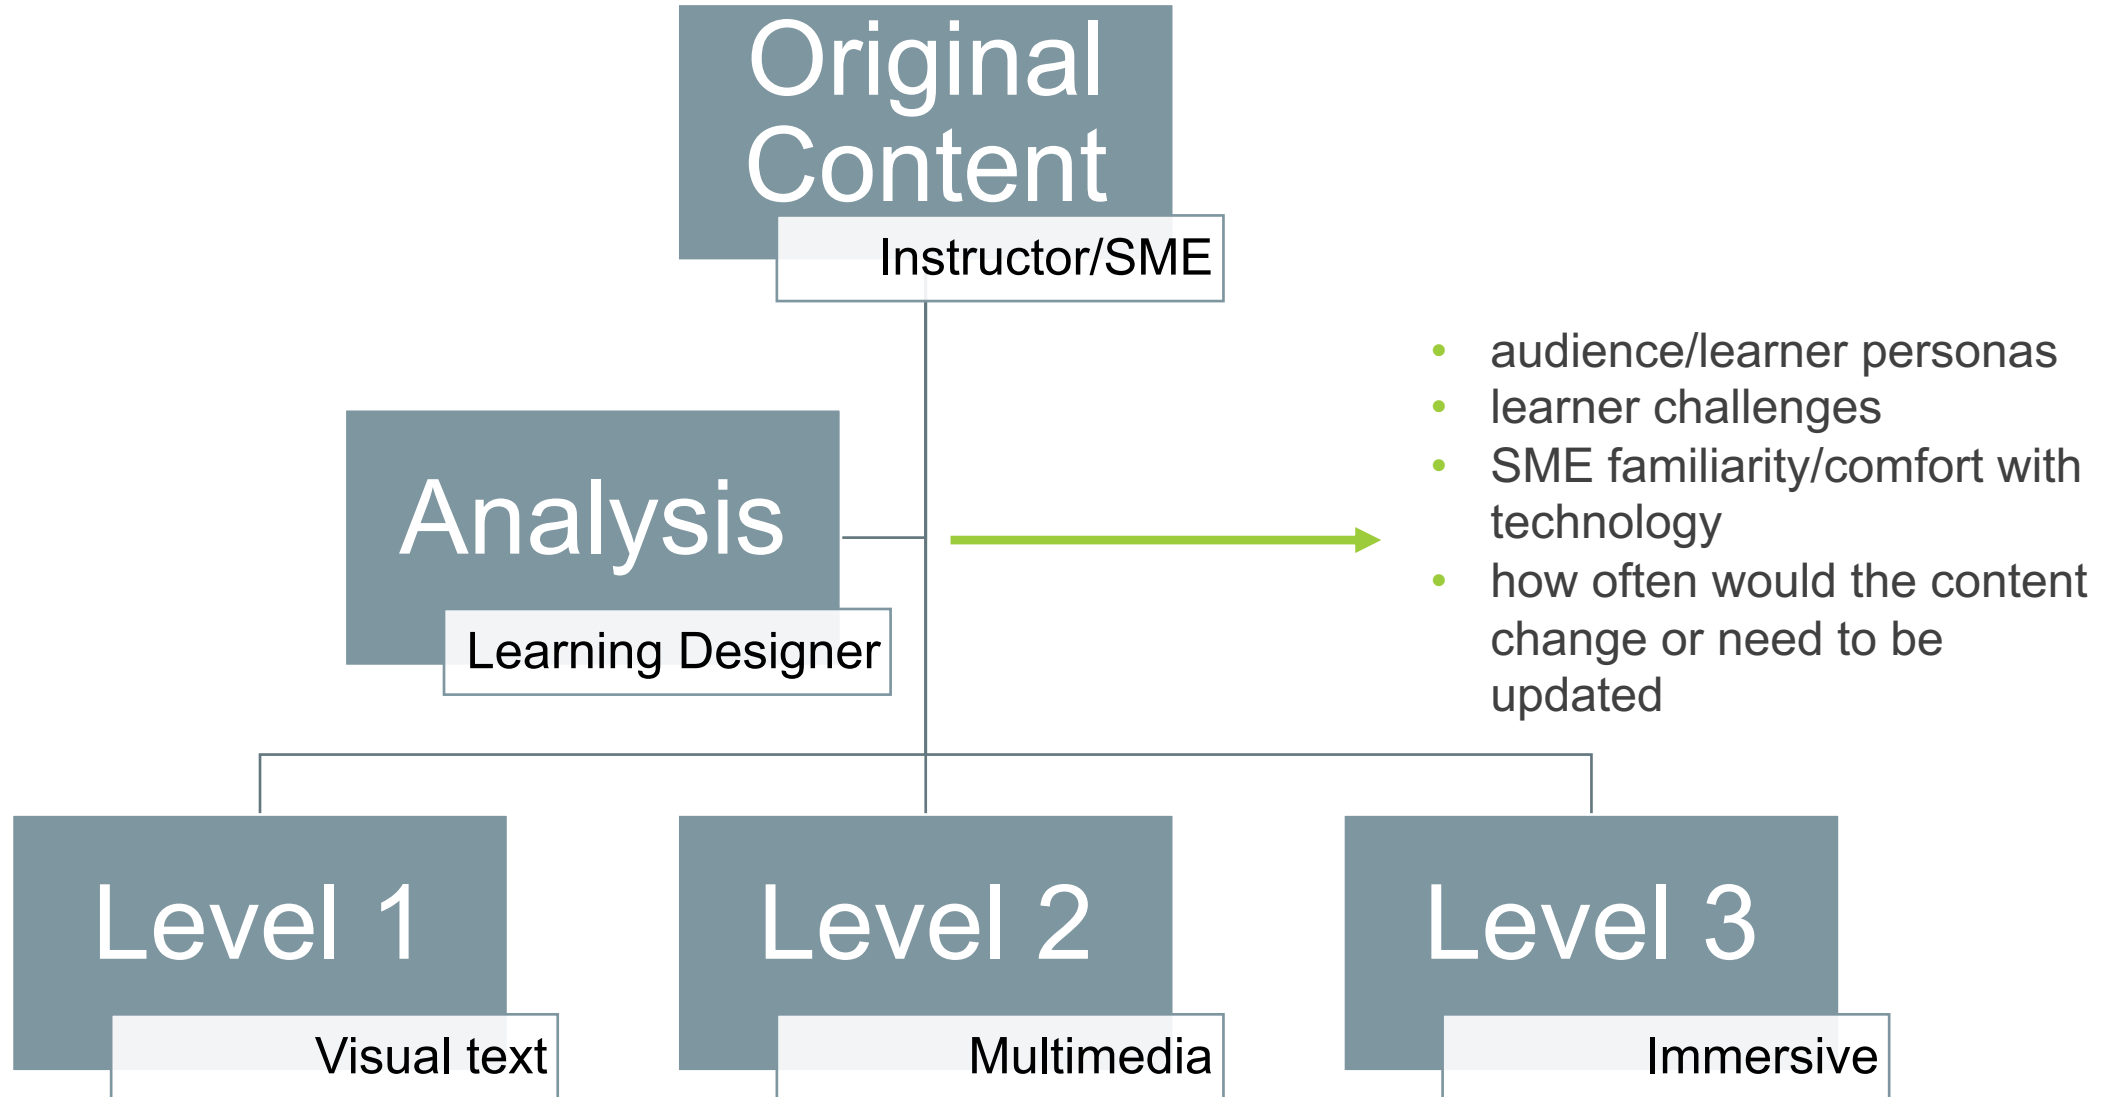 Original
Content
Instructor/SME
Analysis
Learning Designer
• audience/learner personas
• learner challenges
• SME familiarity/comfort with
technology
• how often would the content
change or need to be
updated
Level 1
Visual text
Level 2
Multimedia
Level 3
Immersive